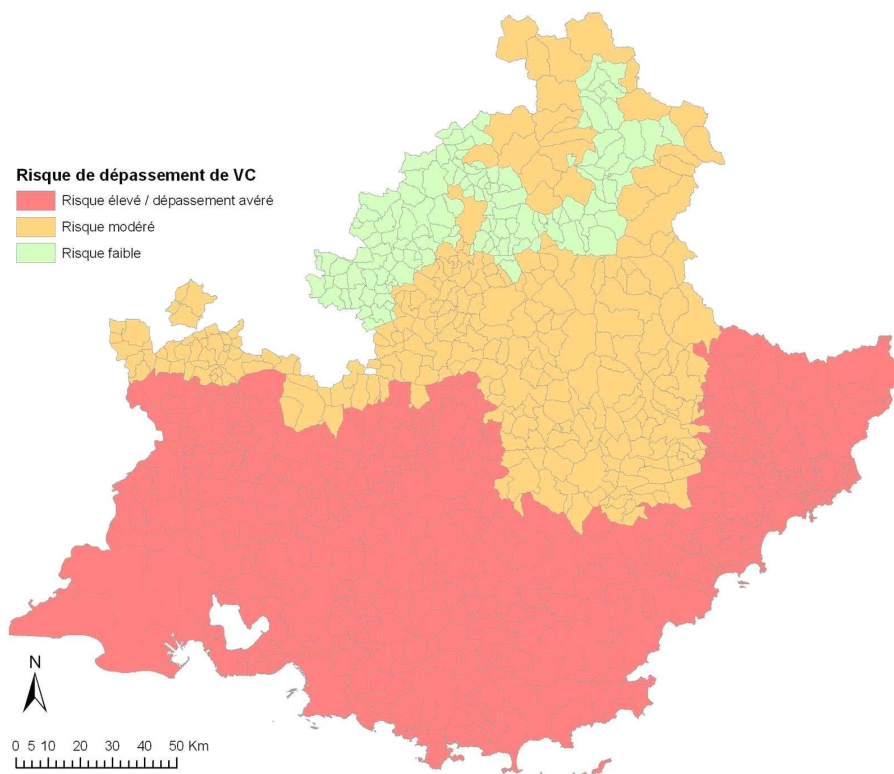 Risque de dépassement de VC
Risque élevé / dépassement avéré
Risque modéré
Risque faible
N
0 5 10 20 30 40 50 Km